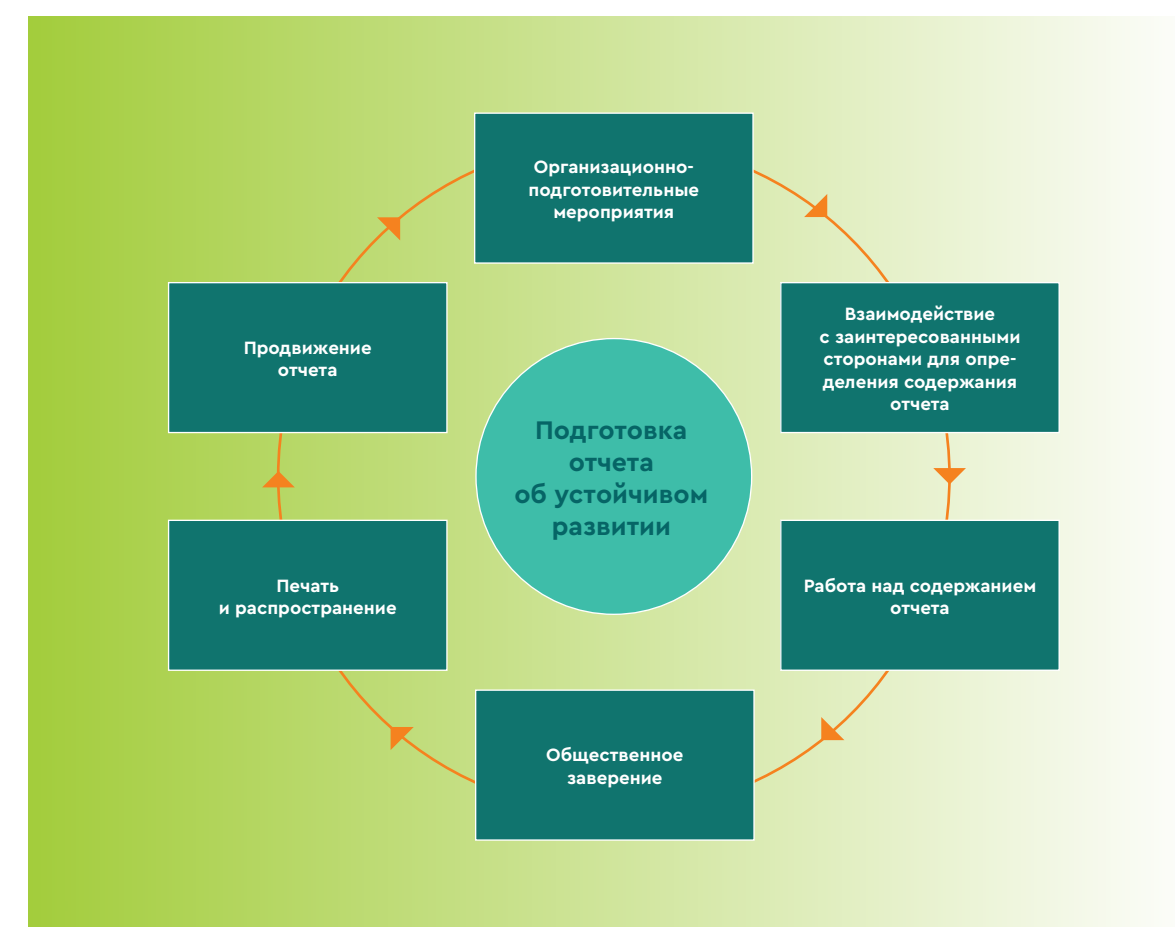 Организационно-
подготовительные
мероприятия
Взаимодействие
с заинтересованными
сторонами для опре-
деления содержания
отчета
Продвижение
отчета
Подготовка
отчета
об устойчивом
развитии
Печать
и распространение
Работа над содержанием
отчета
Общественное
заверение